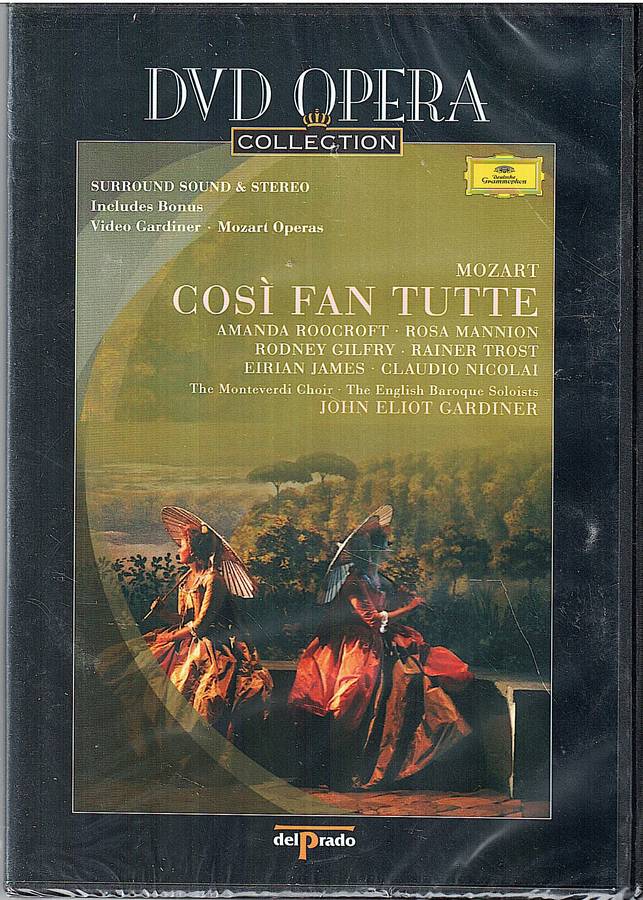 DVD OPERA
COLLECTION
Deutsche
Grammophon
SURROUND SOUND & STEREO
Includes Bonus
Video Gardiner · Mozart Operas
MOZART
COSÌ FAN TUTTE
AMANDA ROOCROFT · ROSA MANNION
RODNEY GILFRY · RAINER TROST
EIRIAN JAMES · CLAUDIO NICOLAI
The Monteverdi Choir · The English Baroque Soloists
JOHN ELIOT GARDINER
delPrado